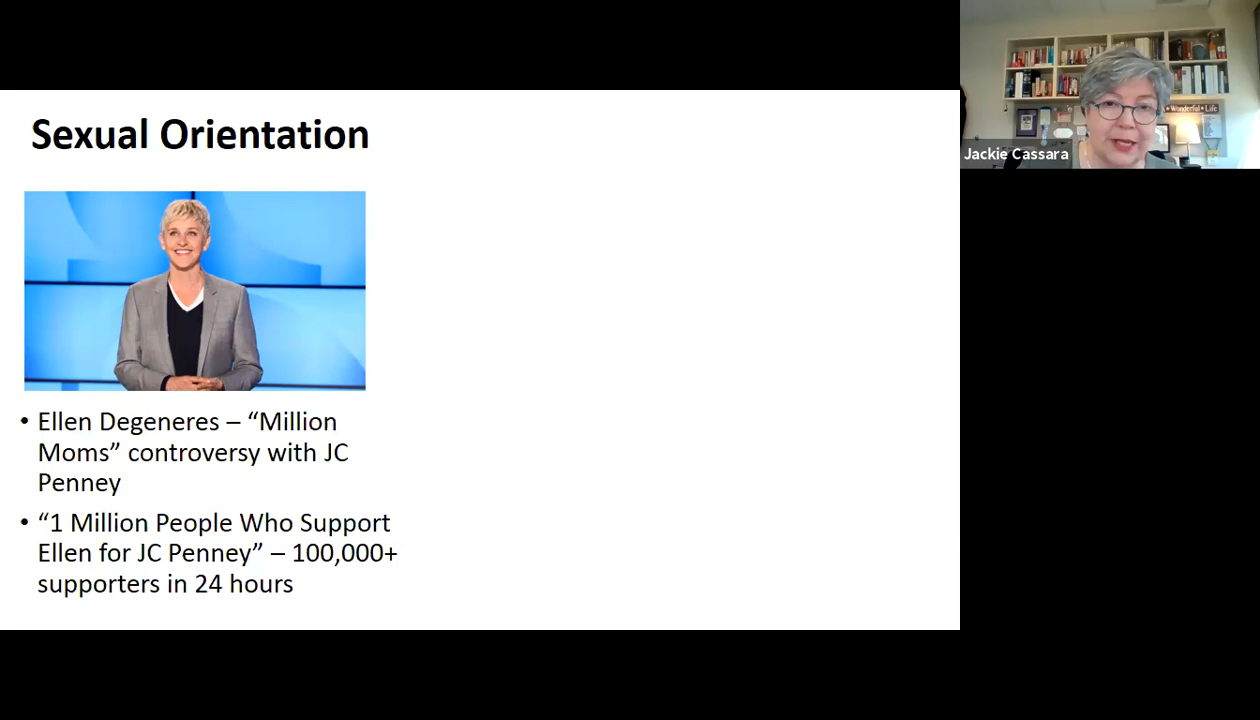 Sexual Orientation
• Ellen Degeneres – “Million
Moms” controversy with JC
Penney
• “1 Million People Who Support
Ellen for JC Penney” – 100,000+
supporters in 24 hours
Wonderful Life
Jackie Cassara